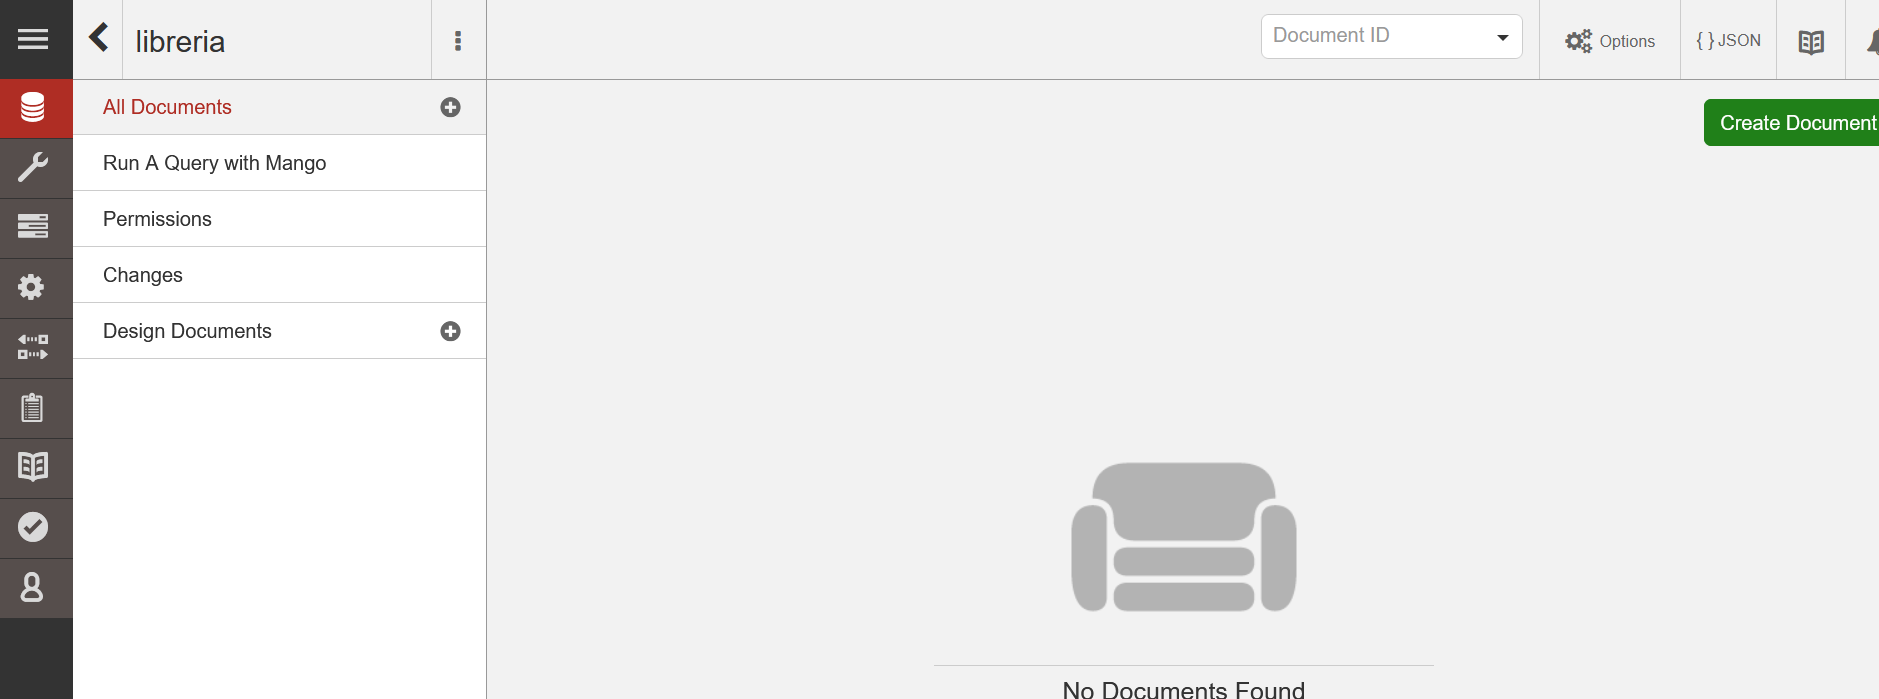 libreria
Document ID
Options
{ } JSON
All Documents
Create Document
Run A Query with Mango
Permissions
Changes
Design Documents
No Documents Found